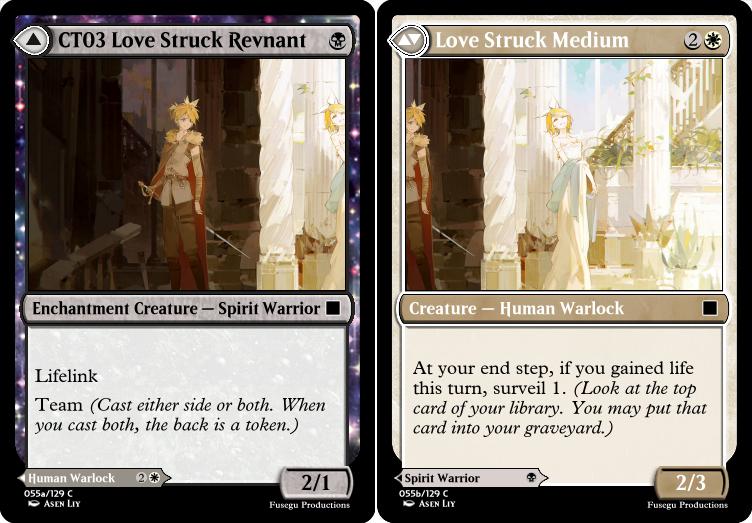 CT03 Love Struck Revnant
Enchantment Creature — Spirit Warrior
Lifelink
Team (Cast either side or both. When
you cast both, the back is a token.)
Human Warlock 2
2/1
055a/129 C
Asen Liy
Fusegu Productions
Love Struck Medium 2
Creature — Human Warlock
At your end step, if you gained life
this turn, surveil 1. (Look at the top
card of your library. You may put that
card into your graveyard.)
Spirit Warrior
2/3
055b/129 C
Asen Liy
Fusegu Productions